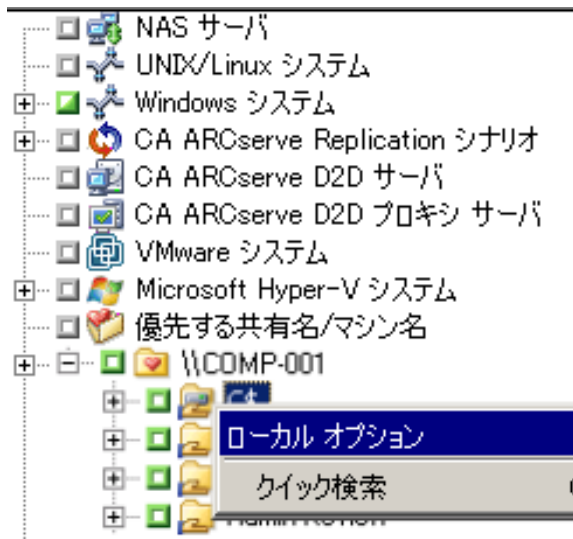 NAS サーバ
UNIX/Linux システム
Windows システム
CA ARCserve Replication シナリオ
CA ARCserve D2D サーバ
CA ARCserve D2D プロキシ サーバ
VMware システム
Microsoft Hyper-V システム
優先する共有名/マシン名
\\COMP-001
C$
ローカル オプション
クイック検索